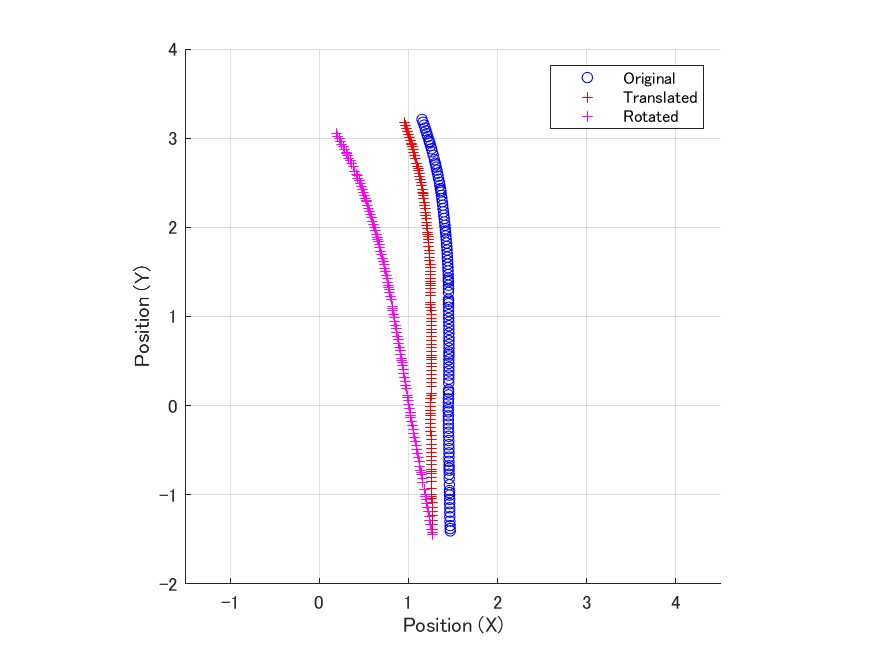 Original
Translated
Rotated
4
3
2
1
0
−1
−2
−1 0 1 2 3 4
Position (Y)
Position (X)